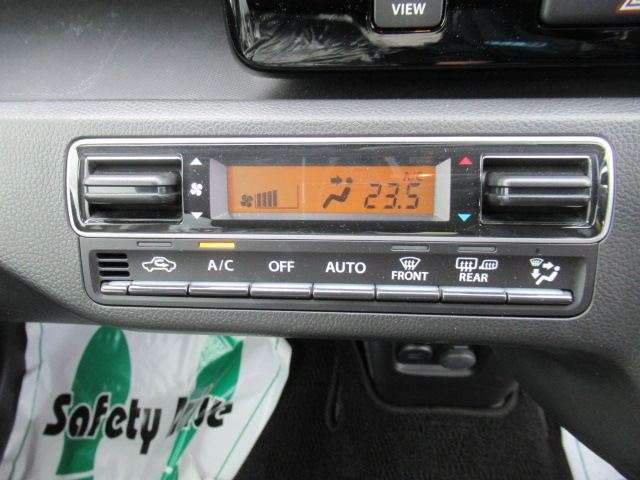 VIEW
A/C
23.5
A/C OFF AUTO FRONT REAR
Safety